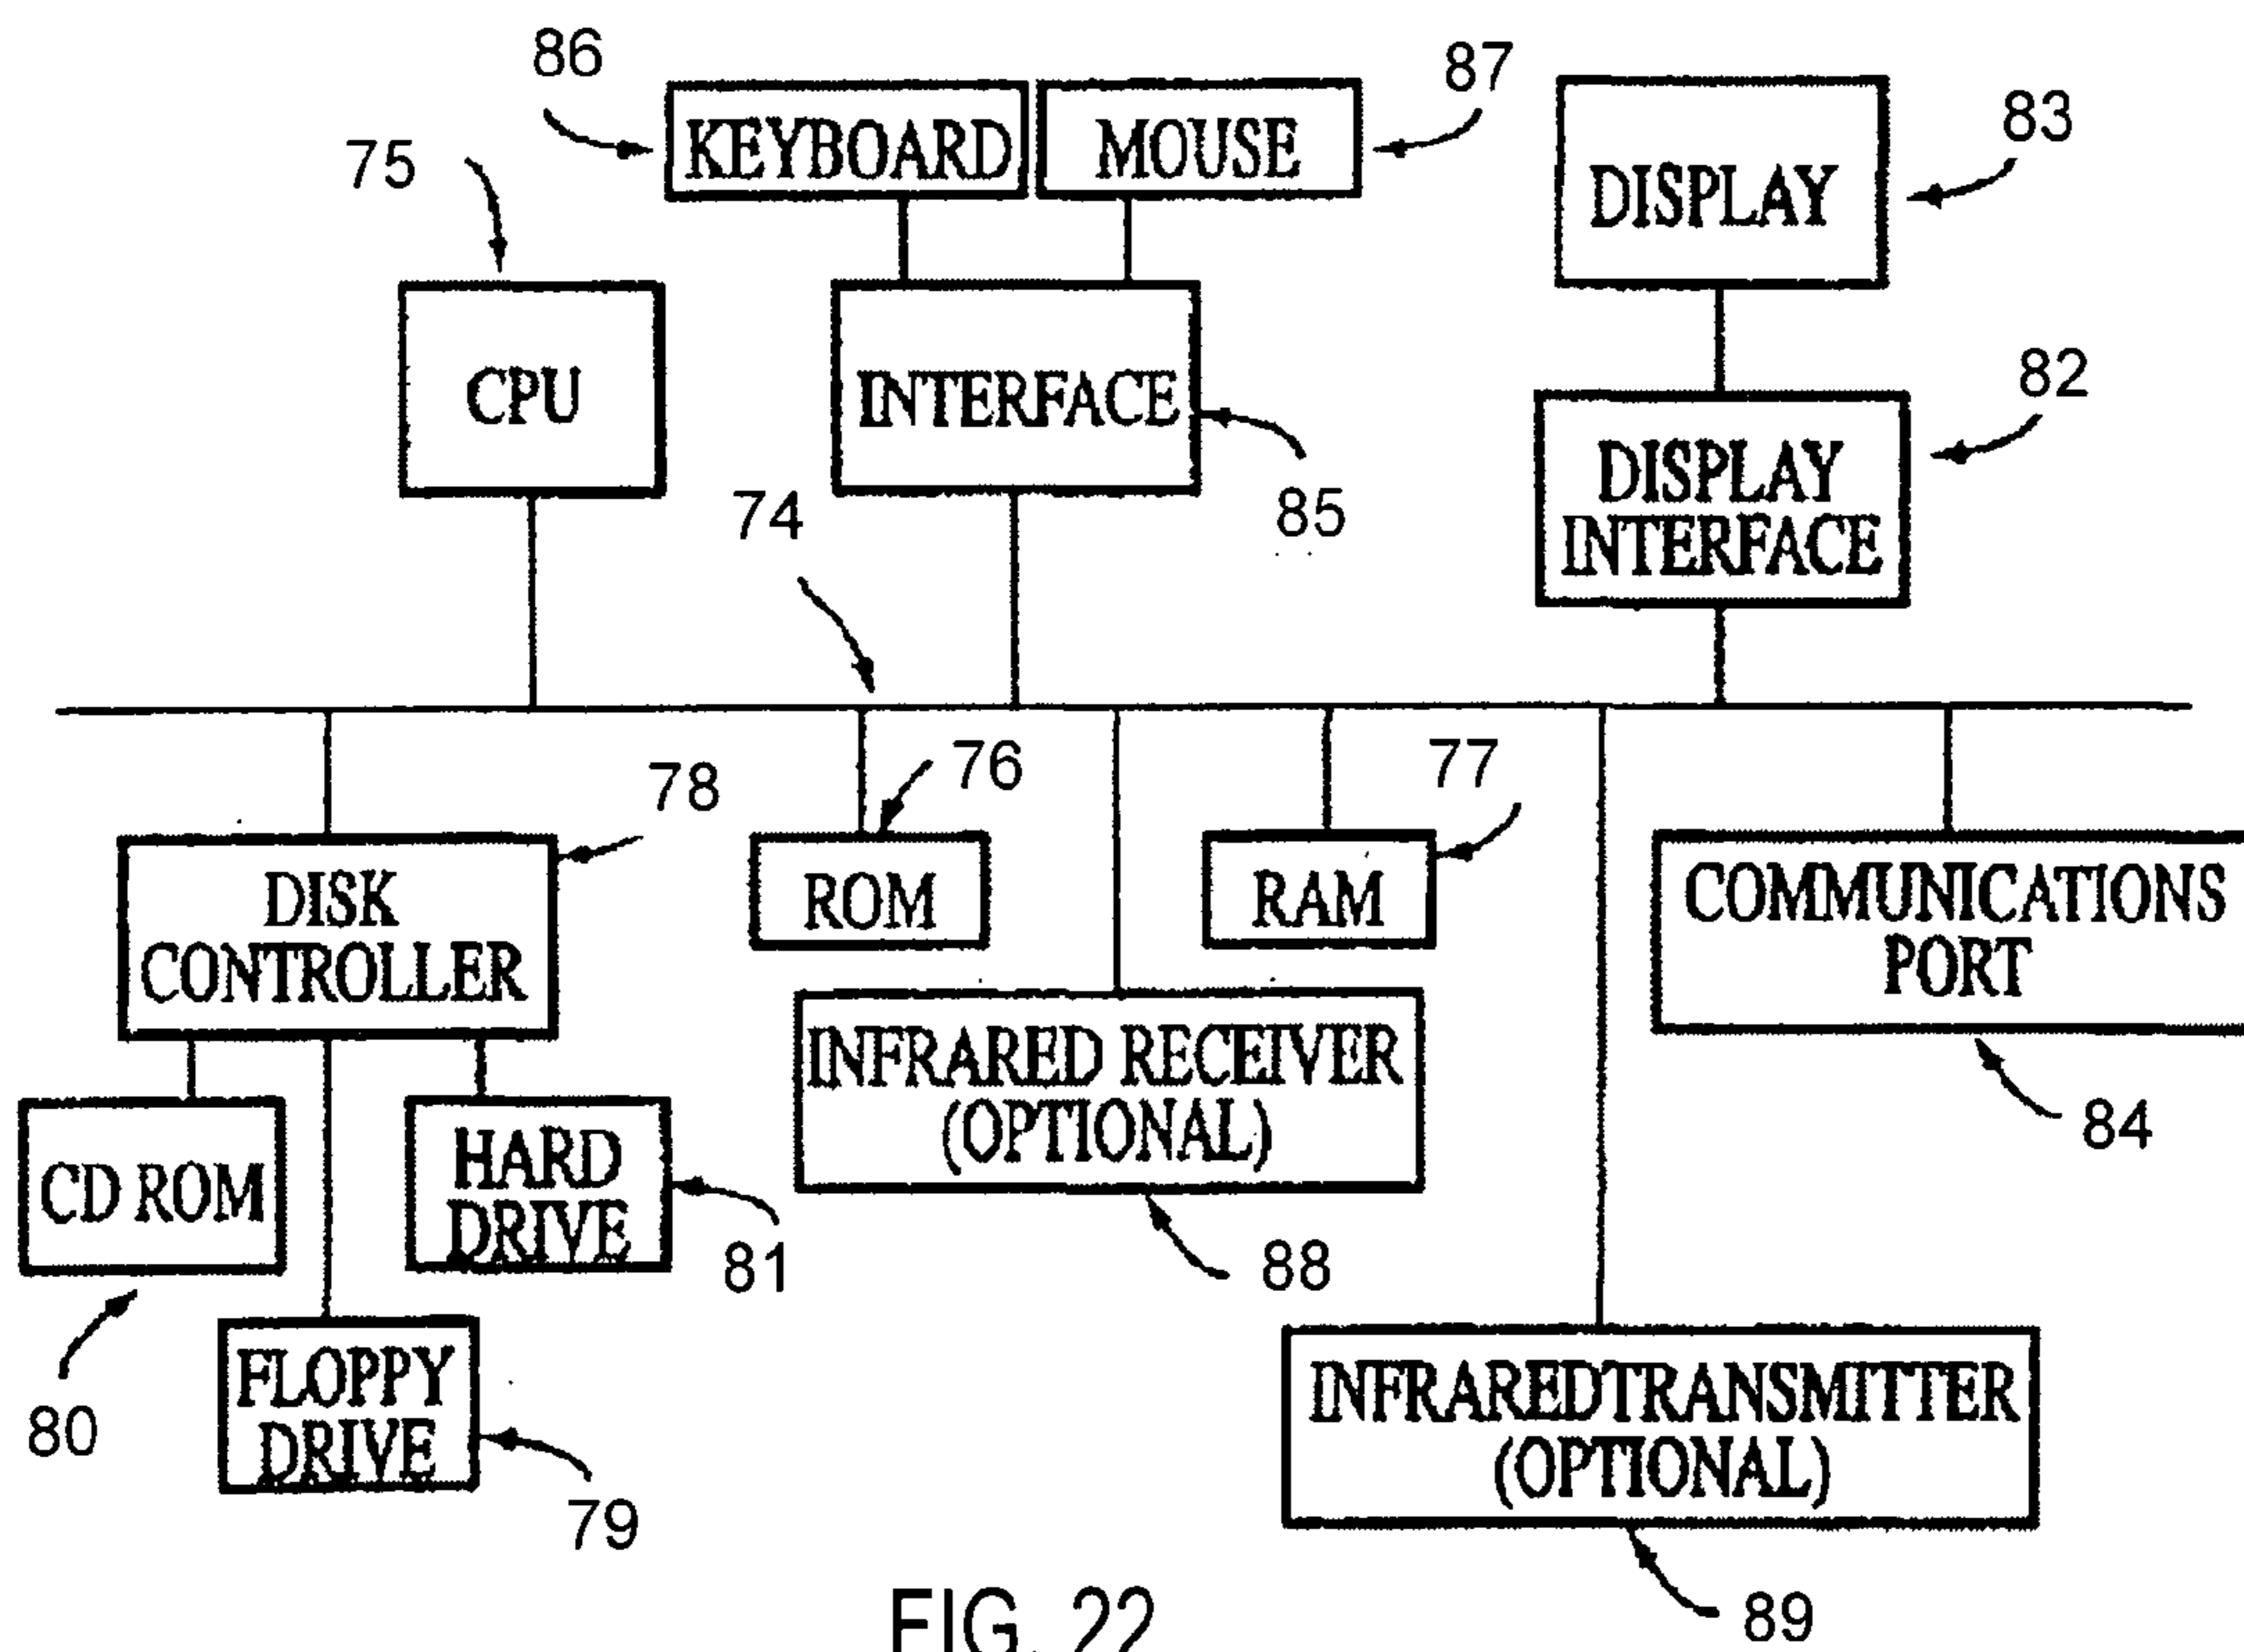 86
KEYBOARD
MOUSE
87
75
DISPLAY
83
CPU
INTERFACE
85
82
DISPLAY
INTERFACE
74
78
76
77
DISK
CONTROLLER
ROM
RAM
COMMUNICATIONS
PORT
84
INFRARED RECEIVER
(OPTIONAL)
88
CD ROM
80
HARD
DRIVE
81
FLOPPY
DRIVE
79
INFRAREDTRANSMITTER
(OPTIONAL)
89
FIG. 22